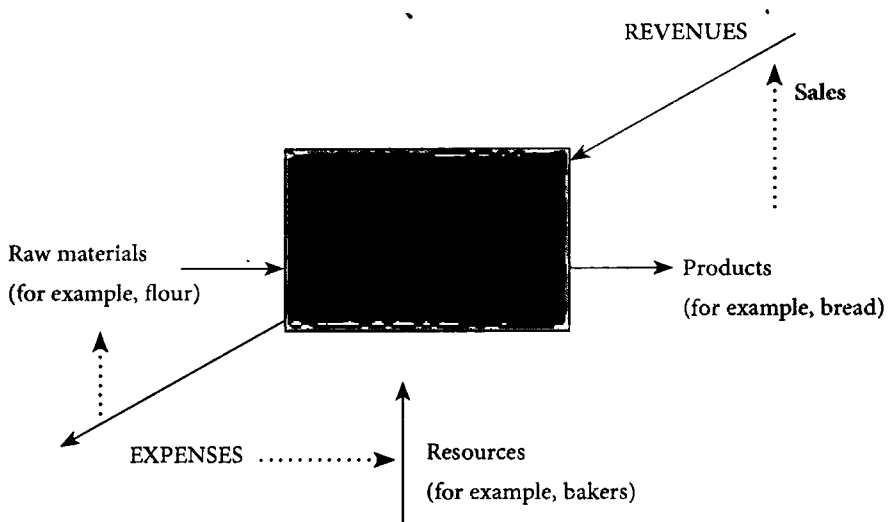 REVENUES
Sales
Raw materials
(for example, flour)
Products
(for example, bread)
EXPENSES
Resources
(for example, bakers)